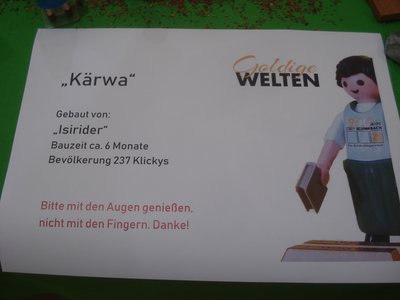 „Kärwa“
Goldige
WELTEN
Gebaut von:
„Isirider“
Bauzeit ca. 6 Monate
Bevölkerung 237 Klickys
Bitte mit den Augen genießen,
nicht mit den Fingern. Danke!